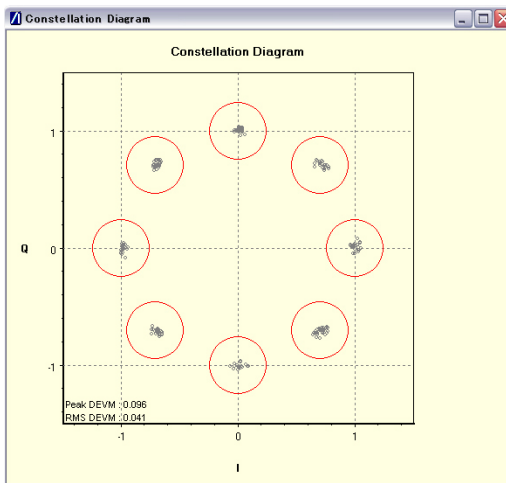 Constellation Diagram
Constellation Diagram
1
Q
0
-1
Peak DEVM : 0.096
RMS DEVM : 0.041
-1
0
1
I